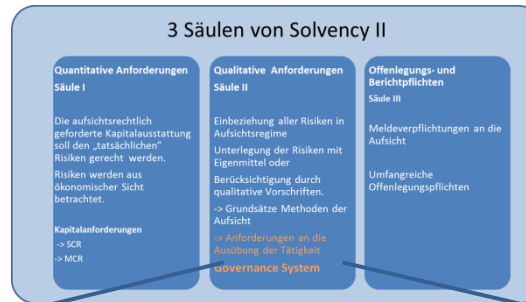 3 Säulen von Solvency II
Quantitative Anforderungen
Säule I
Die aufsichtsrechtlich
geforderte Kapitalausstattung
soll den „tatsächlichen"
Risiken gerecht werden.
Risiken werden aus
ökonomischer Sicht
betrachtet.
Kapitalanforderungen
-> SCR
-> MCR
Qualitative Anforderungen
Säule II
Einbeziehung aller Risiken in
Aufsichtsregime
Unterlegung der Risiken mit
Eigenmittel oder
Berücksichtigung durch
qualitative Vorschriften.
-> Grundsätze Methoden der
Aufsicht
-> Anforderungen an die
Ausübung der Tätigkeit
Governance System
Offenlegungs- und
Berichtpflichten
Säule III
Meldeverpflichtungen an die
Aufsicht
Umfangreiche
Offenlegungspflichten